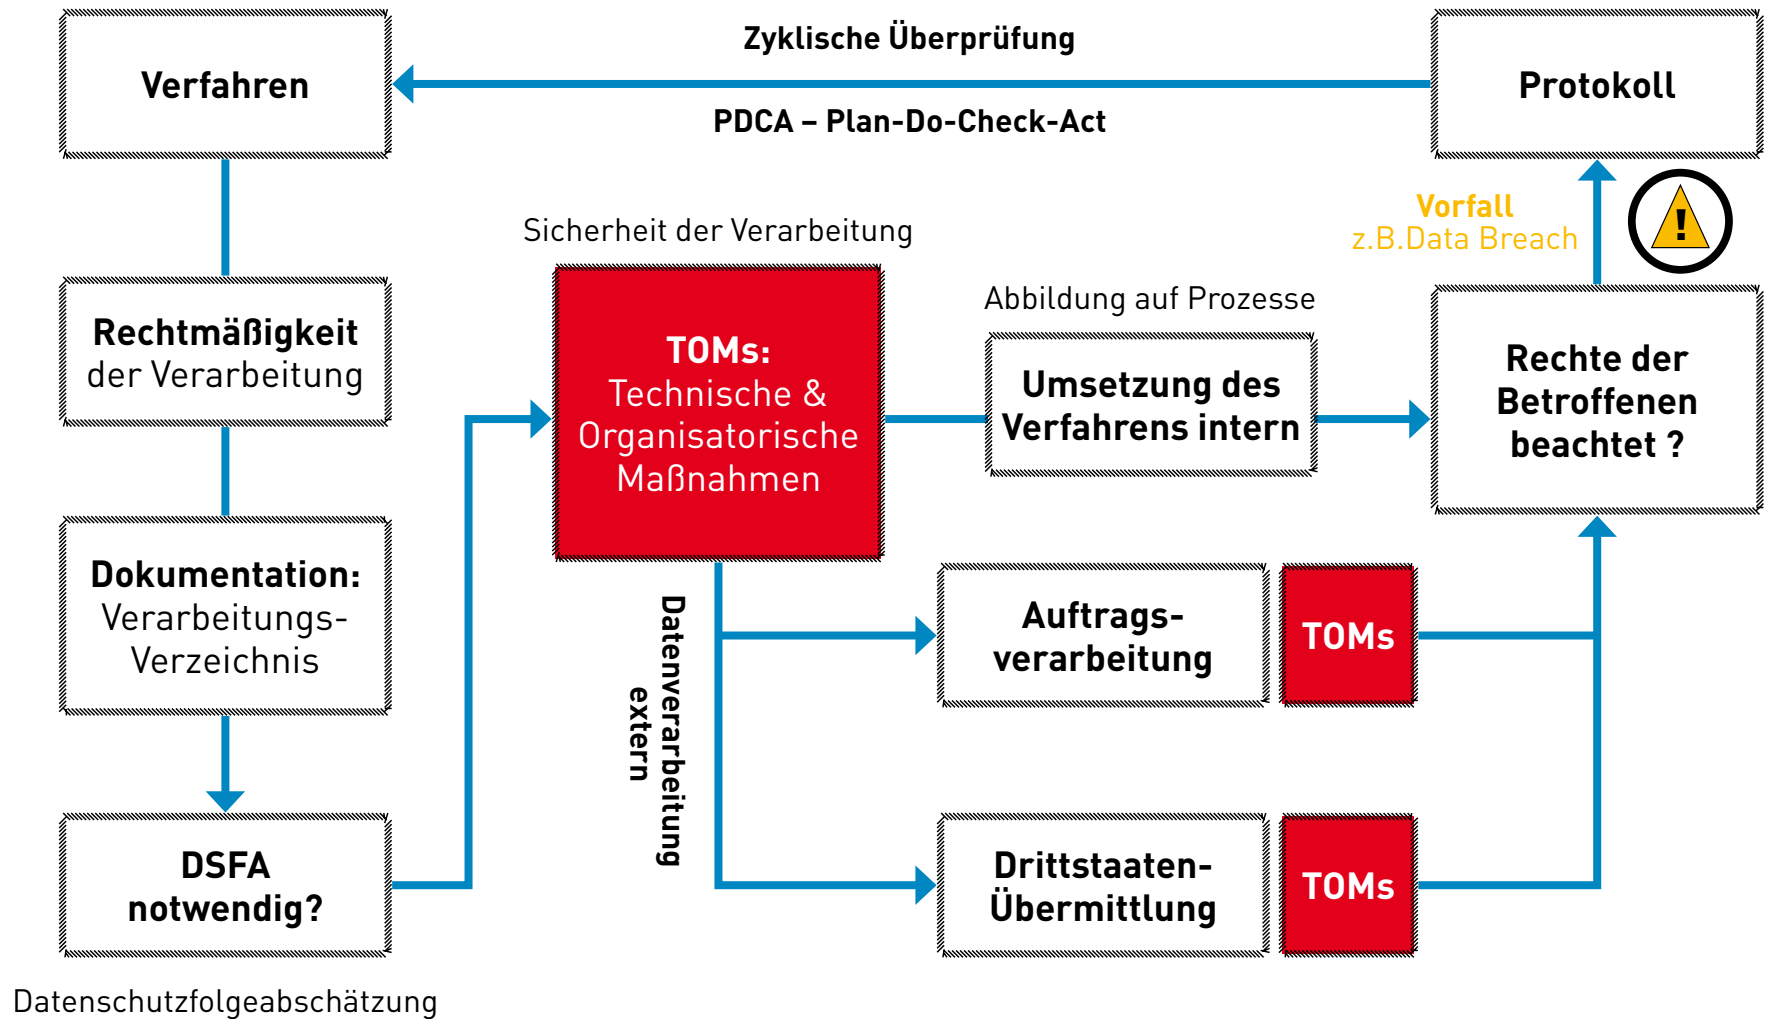 Verfahren
Zyklische Überprüfung
PDCA – Plan-Do-Check-Act
Protokoll
Vorfall
z.B.Data Breach
!
Rechtmäßigkeit
der Verarbeitung
Dokumentation:
Verarbeitungs-
Verzeichnis
DSFA
notwendig?
Datenschutzfolgeabschätzung
Sicherheit der Verarbeitung
TOMs:
Technische &
Organisatorische
Maßnahmen
Abbildung auf Prozesse
Umsetzung des
Verfahrens intern
Rechte der
Betroffenen
beachtet ?
Datenverarbeitung
extern
Auftrags-
verarbeitung
TOMs
Drittstaaten-
Übermittlung
TOMs